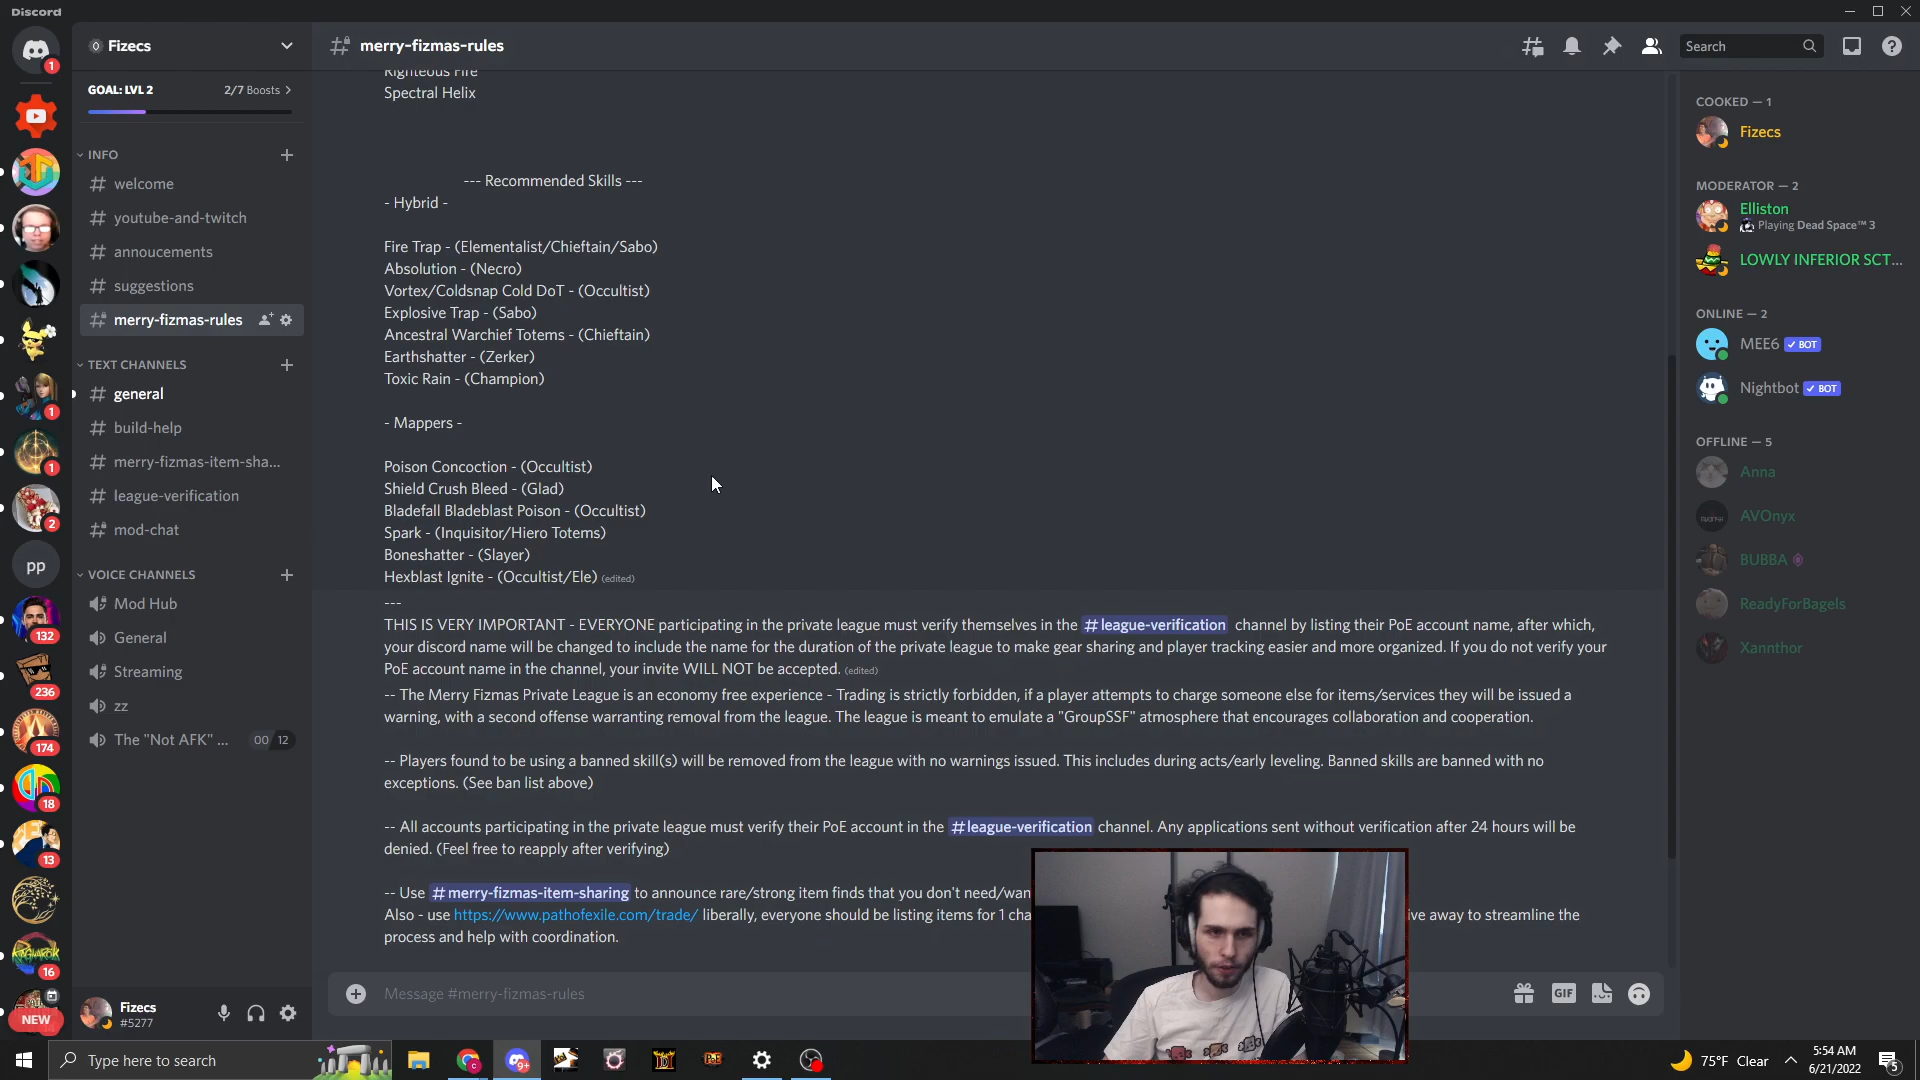 Discord
Fizecs
merry-fizmas-rules
Search
GOAL: LVL 2
2/7 Boosts
INFO
welcome
youtube-and-twitch
annoucements
suggestions
merry-fizmas-rules
TEXT CHANNELS
general
build-help
merry-fizmas-item-sha...
league-verification
mod-chat
VOICE CHANNELS
Mod Hub
General
Streaming
zz
The "Not AFK" ...
00 12
Fizecs
#5277
1
1
1
2
pp
132
236
174
18
13
16
NEW
Righteous Fire
Spectral Helix
--- Recommended Skills ---
- Hybrid -
Fire Trap - (Elementalist/Chieftain/Sabo)
Absolution - (Necro)
Vortex/Coldsnap Cold DoT - (Occultist)
Explosive Trap - (Sabo)
Ancestral Warchief Totems - (Chieftain)
Earthshatter - (Zerker)
Toxic Rain - (Champion)
- Mappers -
Poison Concoction - (Occultist)
Shield Crush Bleed - (Glad)
Bladefall Bladeblast Poison - (Occultist)
Spark - (Inquisitor/Hiero Totems)
Boneshatter - (Slayer)
Hexblast Ignite - (Occultist/Ele) (edited)
---
THIS IS VERY IMPORTANT - EVERYONE participating in the private league must verify themselves in the # league-verification channel by listing their PoE account name, after which,
your discord name will be changed to include the name for the duration of the private league to make gear sharing and player tracking easier and more organized. If you do not verify your
PoE account name in the channel, your invite WILL NOT be accepted. (edited)
-- The Merry Fizmas Private League is an economy free experience - Trading is strictly forbidden, if a player attempts to charge someone else for items/services they will be issued a
warning, with a second offense warranting removal from the league. The league is meant to emulate a "GroupSSF" atmosphere that encourages collaboration and cooperation.
-- Players found to be using a banned skill(s) will be removed from the league with no warnings issued. This includes during acts/early leveling. Banned skills are banned with no
exceptions. (See ban list above)
-- All accounts participating in the private league must verify their PoE account in the # league-verification channel. Any applications sent without verification after 24 hours will be
denied. (Feel free to reapply after verifying)
-- Use # merry-fizmas-item-sharing to announce rare/strong item finds that you don't need/wan
Also - use https://www.pathofexile.com/trade/ liberally, everyone should be listing items for 1 cha ive away to streamline the
process and help with coordination.
Message #merry-fizmas-rules
GIF
COOKED — 1
Fizecs
MODERATOR — 2
Elliston
Playing Dead Space™ 3
LOWLY INFERIOR SCT...
ONLINE — 2
MEE6 ✓ BOT
Nightbot ✓ BOT
OFFLINE — 5
Anna
AVOnyx
BUBBA
ReadyForBagels
Xannthor
Type here to search
9+
75°F Clear
5:54 AM
6/21/2022
5